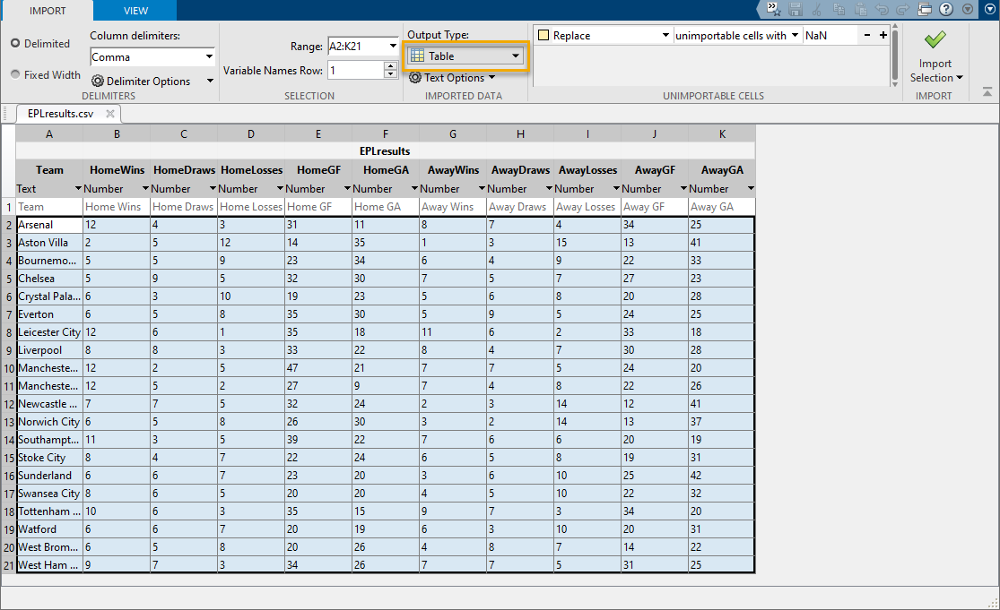 IMPORT VIEW
Delimited
Fixed Width
Column delimiters:
Comma
Delimiter Options
DELIMITERS
Range: A2:K21
Variable Names Row: 1
SELECTION
Output Type:
Table
Text Options
IMPORTED DATA
Replace unimportable cells with NaN - +
UNIMPORTABLE CELLS
Import
Selection
IMPORT
EPLresults.csv
A B C D E F G H I J K
EPLresults
Team HomeWins HomeDraws HomeLosses HomeGF HomeGA AwayWins AwayDraws AwayLosses AwayGF AwayGA
Text Number Number Number Number Number Number Number Number Number Number
1 Team Home Wins Home Draws Home Losses Home GF Home GA Away Wins Away Draws Away Losses Away GF Away GA
2 Arsenal 12 4 3 31 11 8 7 4 34 25
3 Aston Villa 2 5 12 14 35 1 3 15 13 41
4 Bournemo... 5 5 9 23 34 6 4 9 22 33
5 Chelsea 5 9 5 32 30 7 5 7 27 23
6 Crystal Pala... 6 3 10 19 23 5 6 8 20 28
7 Everton 6 5 8 35 30 5 9 5 24 25
8 Leicester City 12 6 1 35 18 11 6 2 33 18
9 Liverpool 8 8 3 33 22 8 4 7 30 28
10 Mancheste... 12 2 5 47 21 7 7 5 24 20
11 Mancheste... 12 5 2 27 9 7 4 8 22 26
12 Newcastle ... 7 7 5 32 24 2 3 14 12 41
13 Norwich City 6 5 8 26 30 3 2 14 13 37
14 Southampt... 11 3 5 39 22 7 6 6 20 19
15 Stoke City 8 4 7 22 24 6 5 8 19 31
16 Sunderland 6 6 7 23 20 3 6 10 25 42
17 Swansea City 8 6 5 20 20 4 5 10 22 32
18 Tottenham ... 10 6 3 35 15 9 7 3 34 20
19 Watford 6 6 7 20 19 6 3 10 20 31
20 West Brom... 6 5 8 20 26 4 8 7 14 22
21 West Ham ... 9 7 3 34 26 7 7 5 31 25